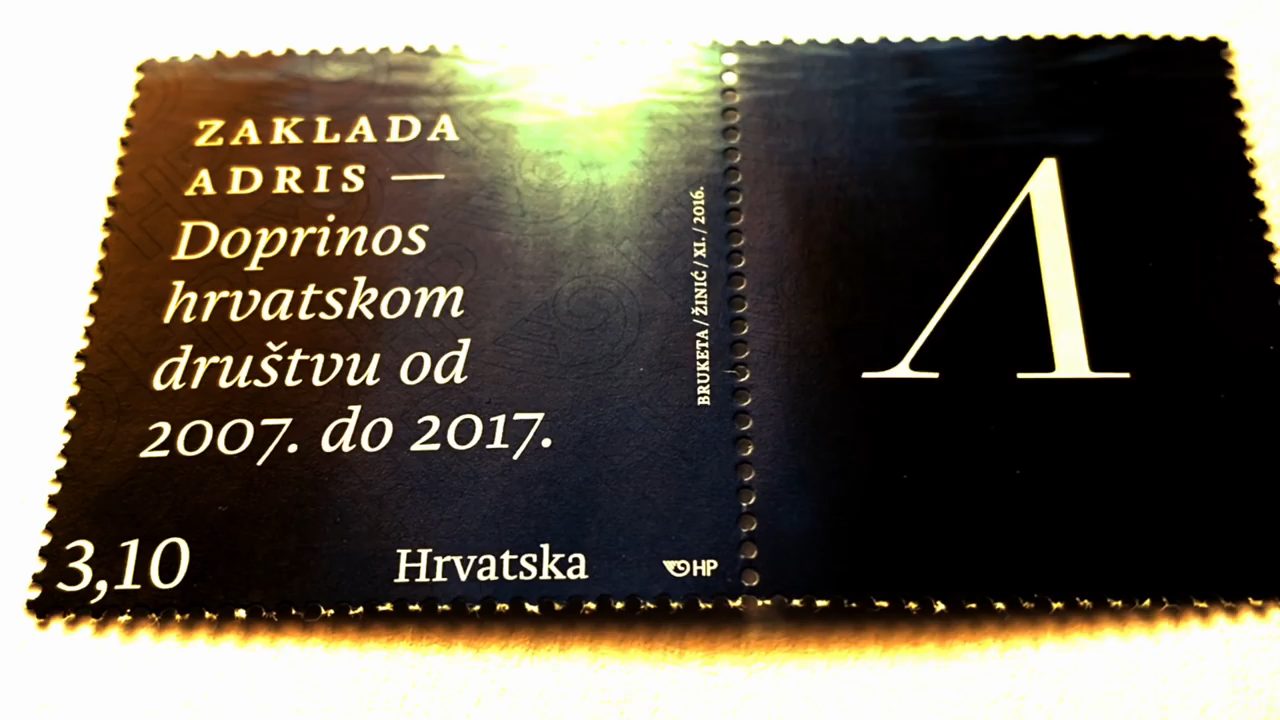 ZAKLADA
ADRIS —
Doprinos
hrvatskom
društvu od
2007. do 2017.
3,10
Hrvatska
HP
BRUKETA / ŽINIĆ / XI. / 2016.
Λ